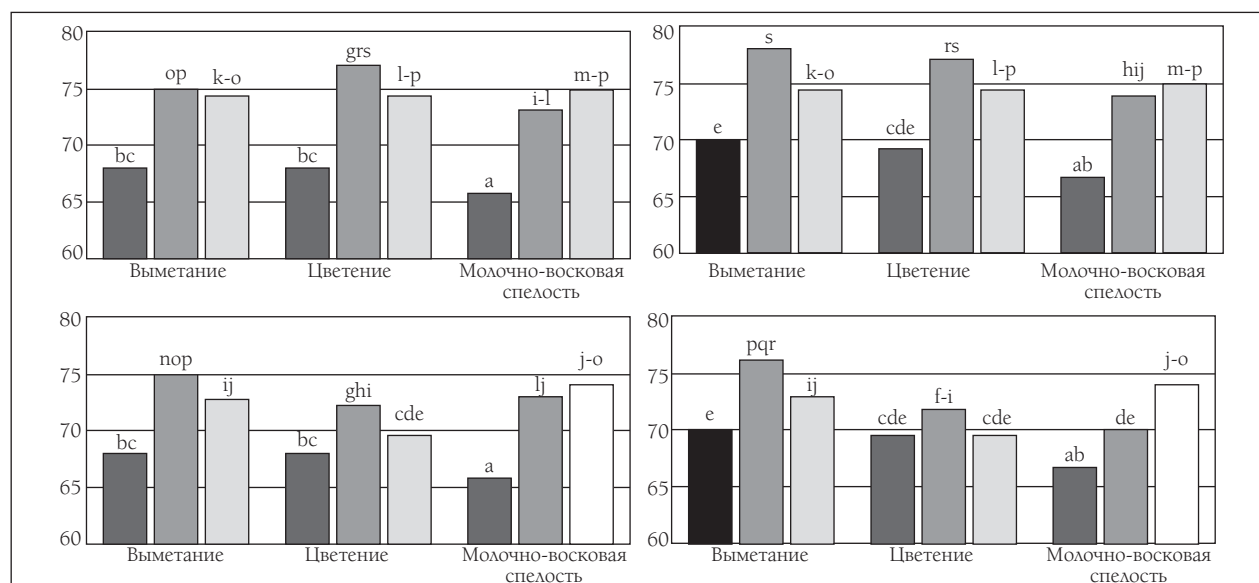 80
75
70
65
60
op
k-o
grs
l-p
m-p
i-l
bc
bc
a
Выметание
Цветение
Молочно-восковая
спелость
80
75
70
65
60
s
k-o
rs
l-p
hij
m-p
e
cde
ab
Выметание
Цветение
Молочно-восковая
спелость
80
75
70
65
60
nop
ij
ghi
cde
lj
j-o
bc
bc
a
Выметание
Цветение
Молочно-восковая
спелость
80
75
70
65
60
pqr
ij
f-i
cde
cde
j-o
e
de
ab
Выметание
Цветение
Молочно-восковая
спелость